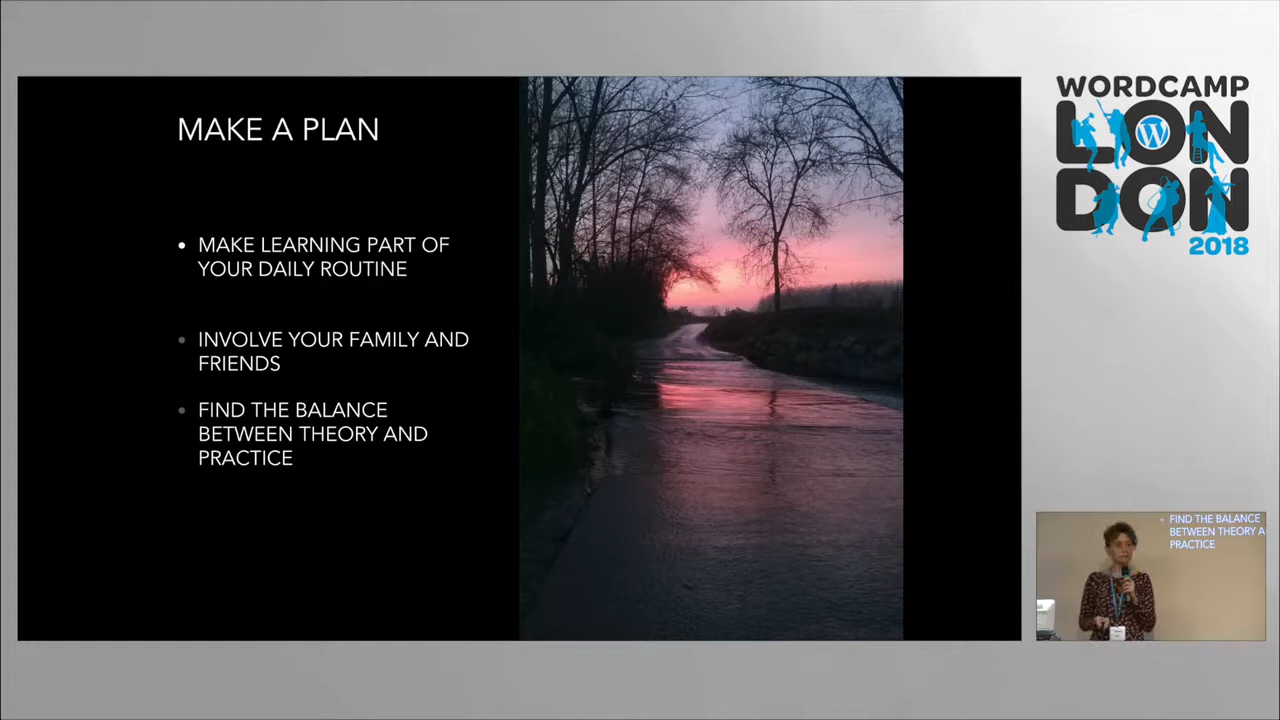 MAKE A PLAN
MAKE LEARNING PART OF
YOUR DAILY ROUTINE
INVOLVE YOUR FAMILY AND
FRIENDS
FIND THE BALANCE
BETWEEN THEORY AND
PRACTICE
WORDCAMP
LON
DON
2018
FIND THE BALANCE
BETWEEN THEORY A
PRACTICE